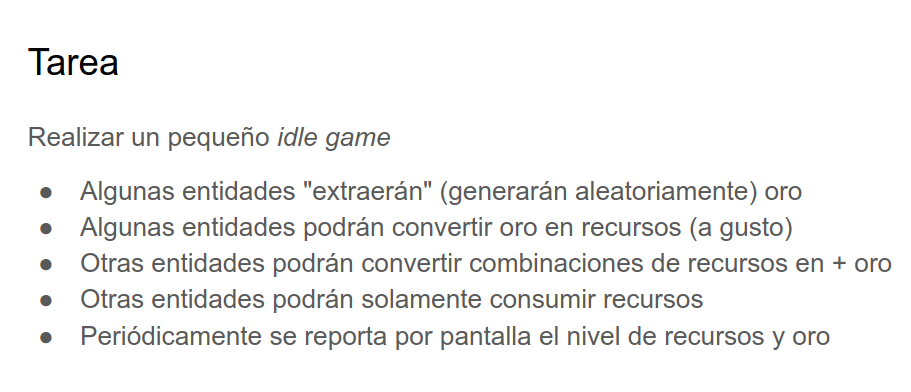 Tarea
Realizar un pequeño idle game
● Algunas entidades "extraerán" (generarán aleatoriamente) oro
● Algunas entidades podrán convertir oro en recursos (a gusto)
● Otras entidades podrán convertir combinaciones de recursos en + oro
● Otras entidades podrán solamente consumir recursos
● Periódicamente se reporta por pantalla el nivel de recursos y oro